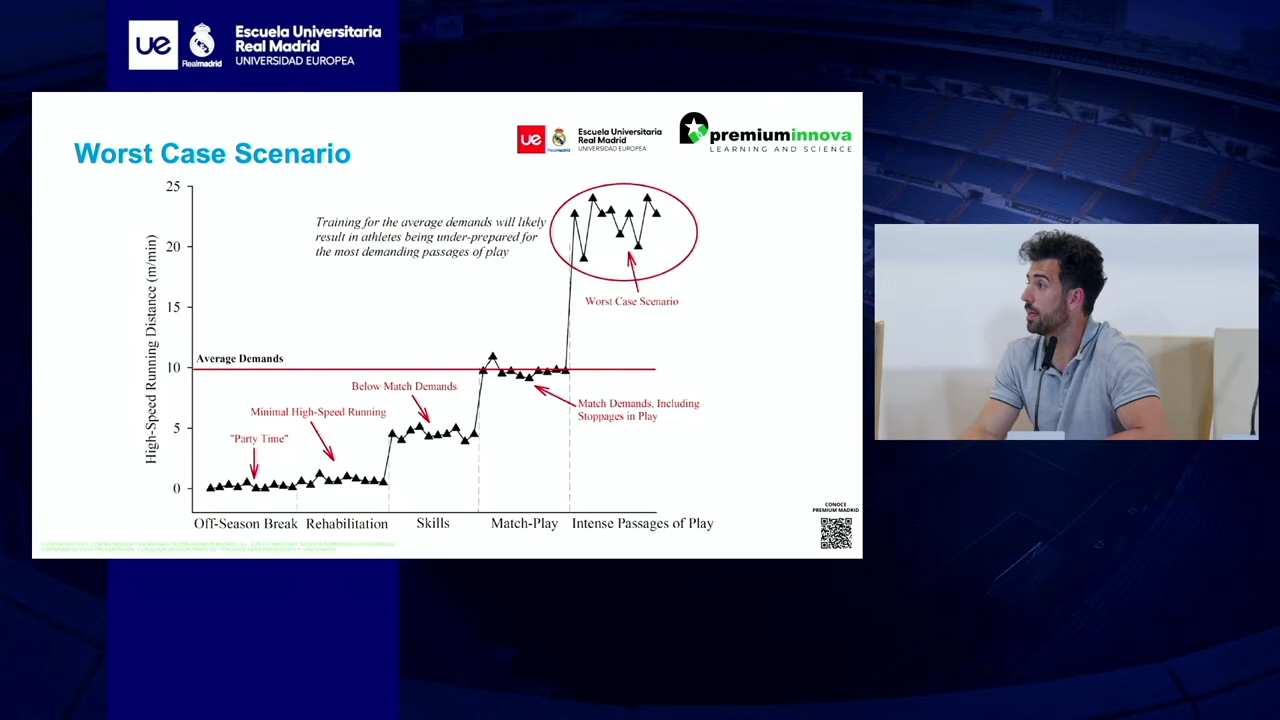 ue
Realmadrid
Escuela Universitaria
Real Madrid
UNIVERSIDAD EUROPEA
Worst Case Scenario
ue
Realmadrid
Escuela Universitaria
Real Madrid
UNIVERSIDAD EUROPEA
premiuminnova
LEARNING AND SCIENCE
High-Speed Running Distance (m/min)
25
20
15
10
5
0
Training for the average demands will likely
result in athletes being under-prepared for
the most demanding passages of play
Worst Case Scenario
Average Demands
Below Match Demands
Match Demands, Including
Stoppages in Play
Minimal High-Speed Running
"Party Time"
Off-Season Break
Rehabilitation
Skills
Match-Play
Intense Passages of Play
CONOCE
PREMIUM MADRID